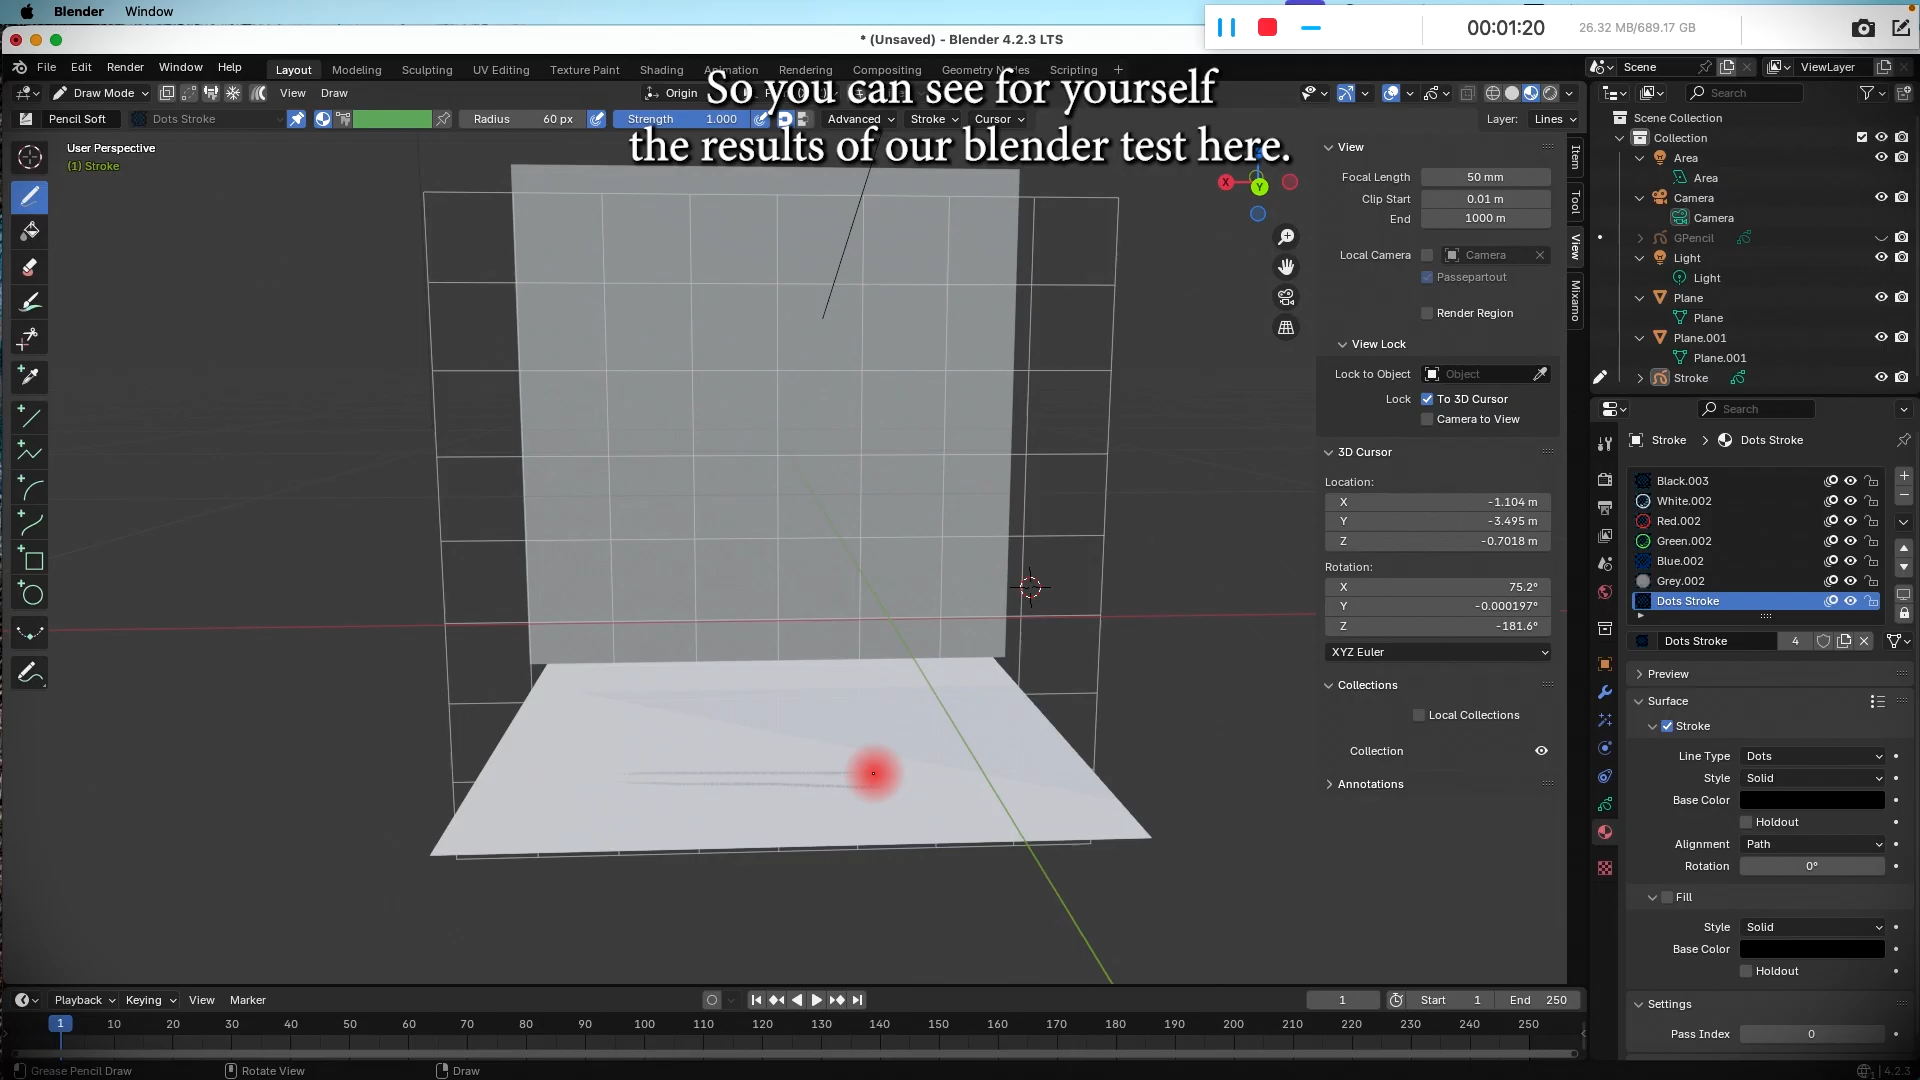 Blender Window
* (Unsaved) - Blender 4.2.3 LTS
00:01:20 26.32 MB/689.17 GB
File Edit Render Window Help Layout Modeling Sculpting UV Editing Texture Paint Shading Animation Rendering Compositing Geometry Nodes Scripting + Scene ViewLayer
So you can see for yourself
the results of our blender test here.
Draw Mode View Draw Origin Search
Pencil Soft Dots Stroke Radius 60 px Strength 1.000 Advanced Stroke Cursor Layer: Lines
User Perspective
(1) Stroke
X Y
View
Focal Length 50 mm
Clip Start 0.01 m
End 1000 m
Local Camera Camera
Passepartout
Render Region
View Lock
Lock to Object Object
Lock To 3D Cursor
Camera to View
3D Cursor
Location:
X -1.104 m
Y -3.495 m
Z -0.7018 m
Rotation:
X 75.2°
Y -0.000197°
Z -181.6°
XYZ Euler
Collections
Local Collections
Collection
Annotations
Item
Tool
View
Mixamo
Scene Collection
Collection
Area
Area
Camera
Camera
GPencil
Light
Light
Plane
Plane
Plane.001
Plane.001
Stroke
Search
Stroke > Dots Stroke
Black.003
White.002
Red.002
Green.002
Blue.002
Grey.002
Dots Stroke
Dots Stroke 4
Preview
Surface
Stroke
Line Type Dots
Style Solid
Base Color
Holdout
Alignment Path
Rotation 0°
Fill
Style Solid
Base Color
Holdout
Settings
Pass Index 0
Playback Keying View Marker 1 Start 1 End 250
1 10 20 30 40 50 60 70 80 90 100 110 120 130 140 150 160 170 180 190 200 210 220 230 240 250
Grease Pencil Draw Rotate View Draw 4.2.3